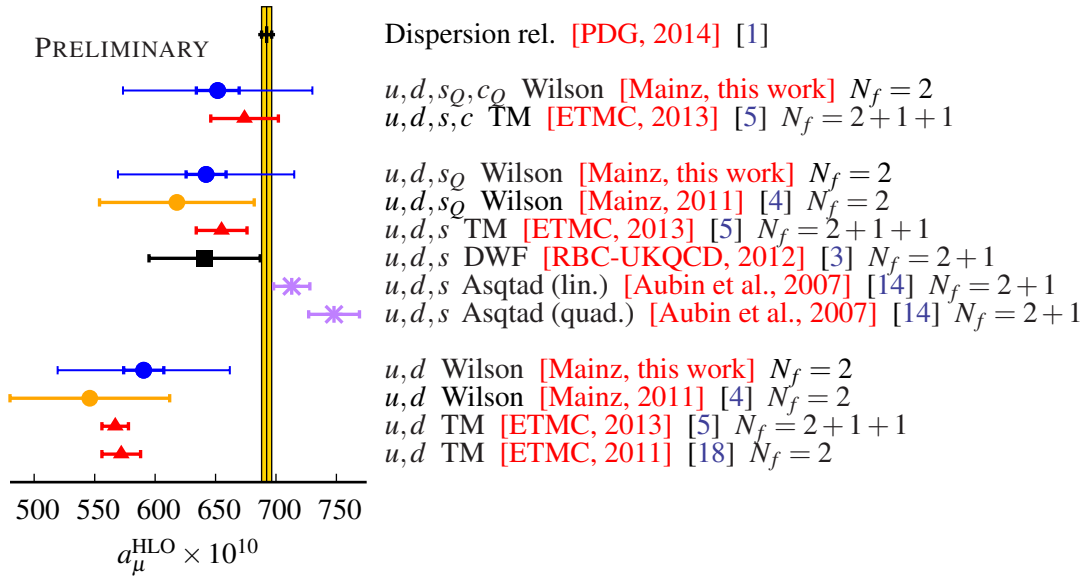 PRELIMINARY
Dispersion rel. [PDG, 2014] [1]
u,d,s_Q,c_Q Wilson [Mainz, this work] N_f = 2
u,d,s,c TM [ETMC, 2013] [5] N_f = 2+1+1
u,d,s_Q Wilson [Mainz, this work] N_f = 2
u,d,s_Q Wilson [Mainz, 2011] [4] N_f = 2
u,d,s TM [ETMC, 2013] [5] N_f = 2+1+1
u,d,s DWF [RBC-UKQCD, 2012] [3] N_f = 2+1
u,d,s Asqtad (lin.) [Aubin et al., 2007] [14] N_f = 2+1
u,d,s Asqtad (quad.) [Aubin et al., 2007] [14] N_f = 2+1
u,d Wilson [Mainz, this work] N_f = 2
u,d Wilson [Mainz, 2011] [4] N_f = 2
u,d TM [ETMC, 2013] [5] N_f = 2+1+1
u,d TM [ETMC, 2011] [18] N_f = 2
500 550 600 650 700 750
a_μ^HLO × 10^10